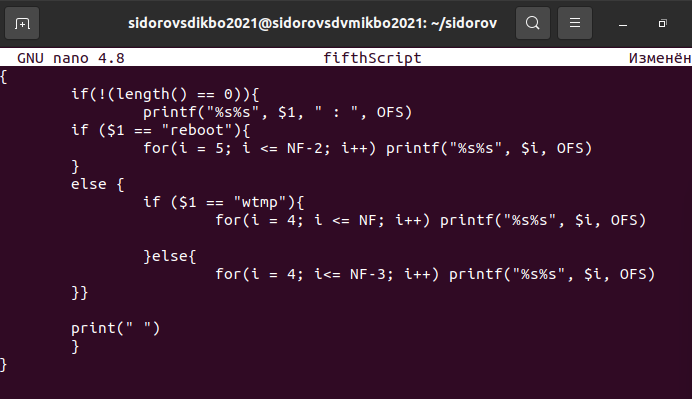 sidorovsdikbo2021@sidorovsdvmikbo2021: ~/sidorov
GNU nano 4.8 fifthScript Изменён
{
if(!(length() == 0)){
printf("%s%s", $1, " : ", OFS)
if ($1 == "reboot"){
for(i = 5; i <= NF-2; i++) printf("%s%s", $i, OFS)
}
else {
if ($1 == "wtmp"){
for(i = 4; i <= NF; i++) printf("%s%s", $i, OFS)
}else{
for(i = 4; i<= NF-3; i++) printf("%s%s", $i, OFS)
}}
print(" ")
}
}